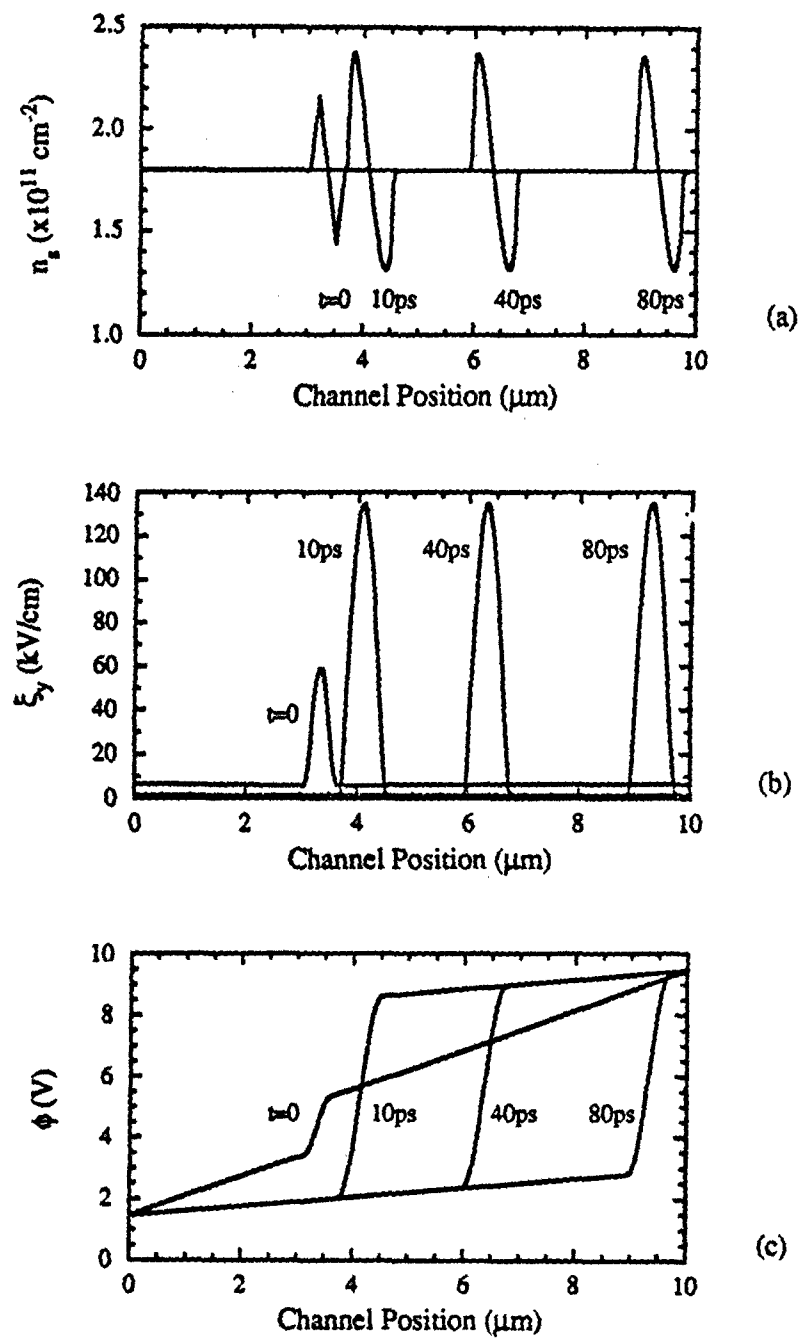 2.5
2.0
1.5
1.0
n_s (x10^11 cm^-2)
t=0 10ps 40ps 80ps
0 2 4 6 8 10
Channel Position (μm)
(a)
140
120
100
80
60
40
20
0
ξ_y (kV/cm)
10ps 40ps 80ps
t=0
0 2 4 6 8 10
Channel Position (μm)
(b)
10
8
6
4
2
0
ϕ (V)
t=0 10ps 40ps 80ps
0 2 4 6 8 10
Channel Position (μm)
(c)